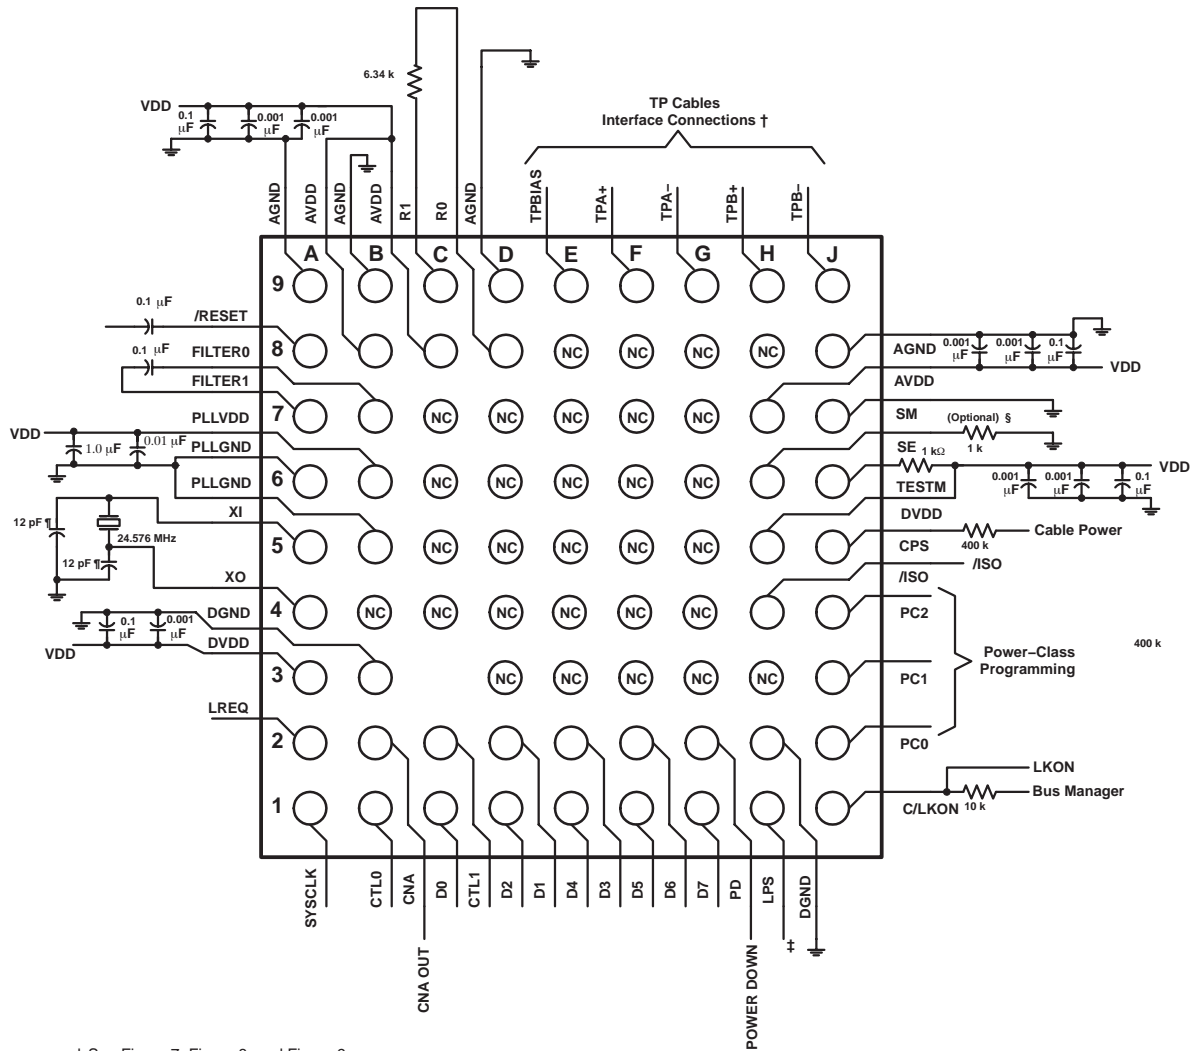 6.34 k
VDD
0.1 μF
0.001 μF
0.001 μF
TP Cables
Interface Connections †
AGND
AVDD
AGND
AVDD
R1
R0
AGND
TPBIAS
TPA+
TPA−
TPB+
TPB−
A B C D E F G H J
9
0.1 μF
/RESET
8
NC NC NC NC
AGND
0.001 μF
0.001 μF
0.1 μF
VDD
FILTER0
0.1 μF
AVDD
FILTER1
7
NC NC NC NC NC
SM
PLLVDD
(Optional) §
1 k
VDD
1.0 μF
0.01 μF
PLLGND
SE
1 kΩ
VDD
6
NC NC NC NC NC
TESTM
0.001 μF
0.001 μF
0.1 μF
PLLGND
DVDD
XI
12 pF ¶
24.576 MHz
5
NC NC NC NC NC
CPS
400 k
Cable Power
12 pF ¶
/ISO
/ISO
XO
4
NC NC NC NC NC NC
PC2
DGND
0.1 μF
0.001 μF
DVDD
VDD
Power−Class
Programming
400 k
3
NC NC NC NC NC
PC1
LREQ
2
PC0
LKON
Bus Manager
1
C/LKON
10 k
SYSCLK
CTL0
CNA
D0
CTL1
D2
D1
D4
D3
D5
D6
D7
PD
LPS
DGND
CNA OUT
POWER DOWN
‡